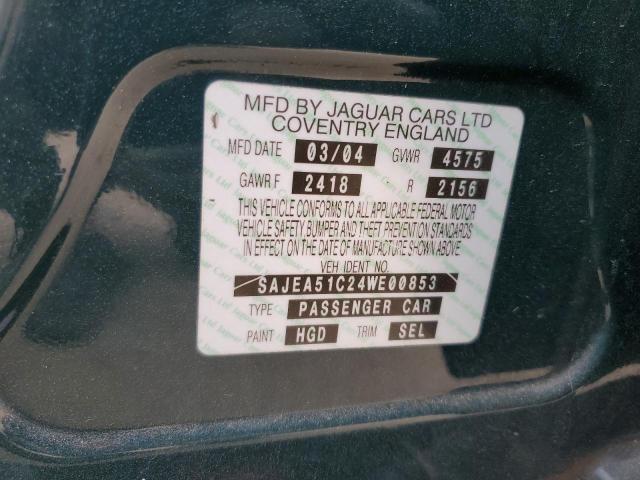 MFD BY JAGUAR CARS LTD
COVENTRY ENGLAND
MFD DATE 03/04 GVWR 4575
GAWR F 2418 R 2156
THIS VEHICLE CONFORMS TO ALL APPLICABLE FEDERAL MOTOR
VEHICLE SAFETY BUMPER AND THEFT PREVENTION STANDARDS
IN EFFECT ON THE DATE OF MANUFACTURE SHOWN ABOVE
VEH IDENT NO.
SAJEA51C24WE00853
TYPE PASSENGER CAR
PAINT HGD TRIM SEL